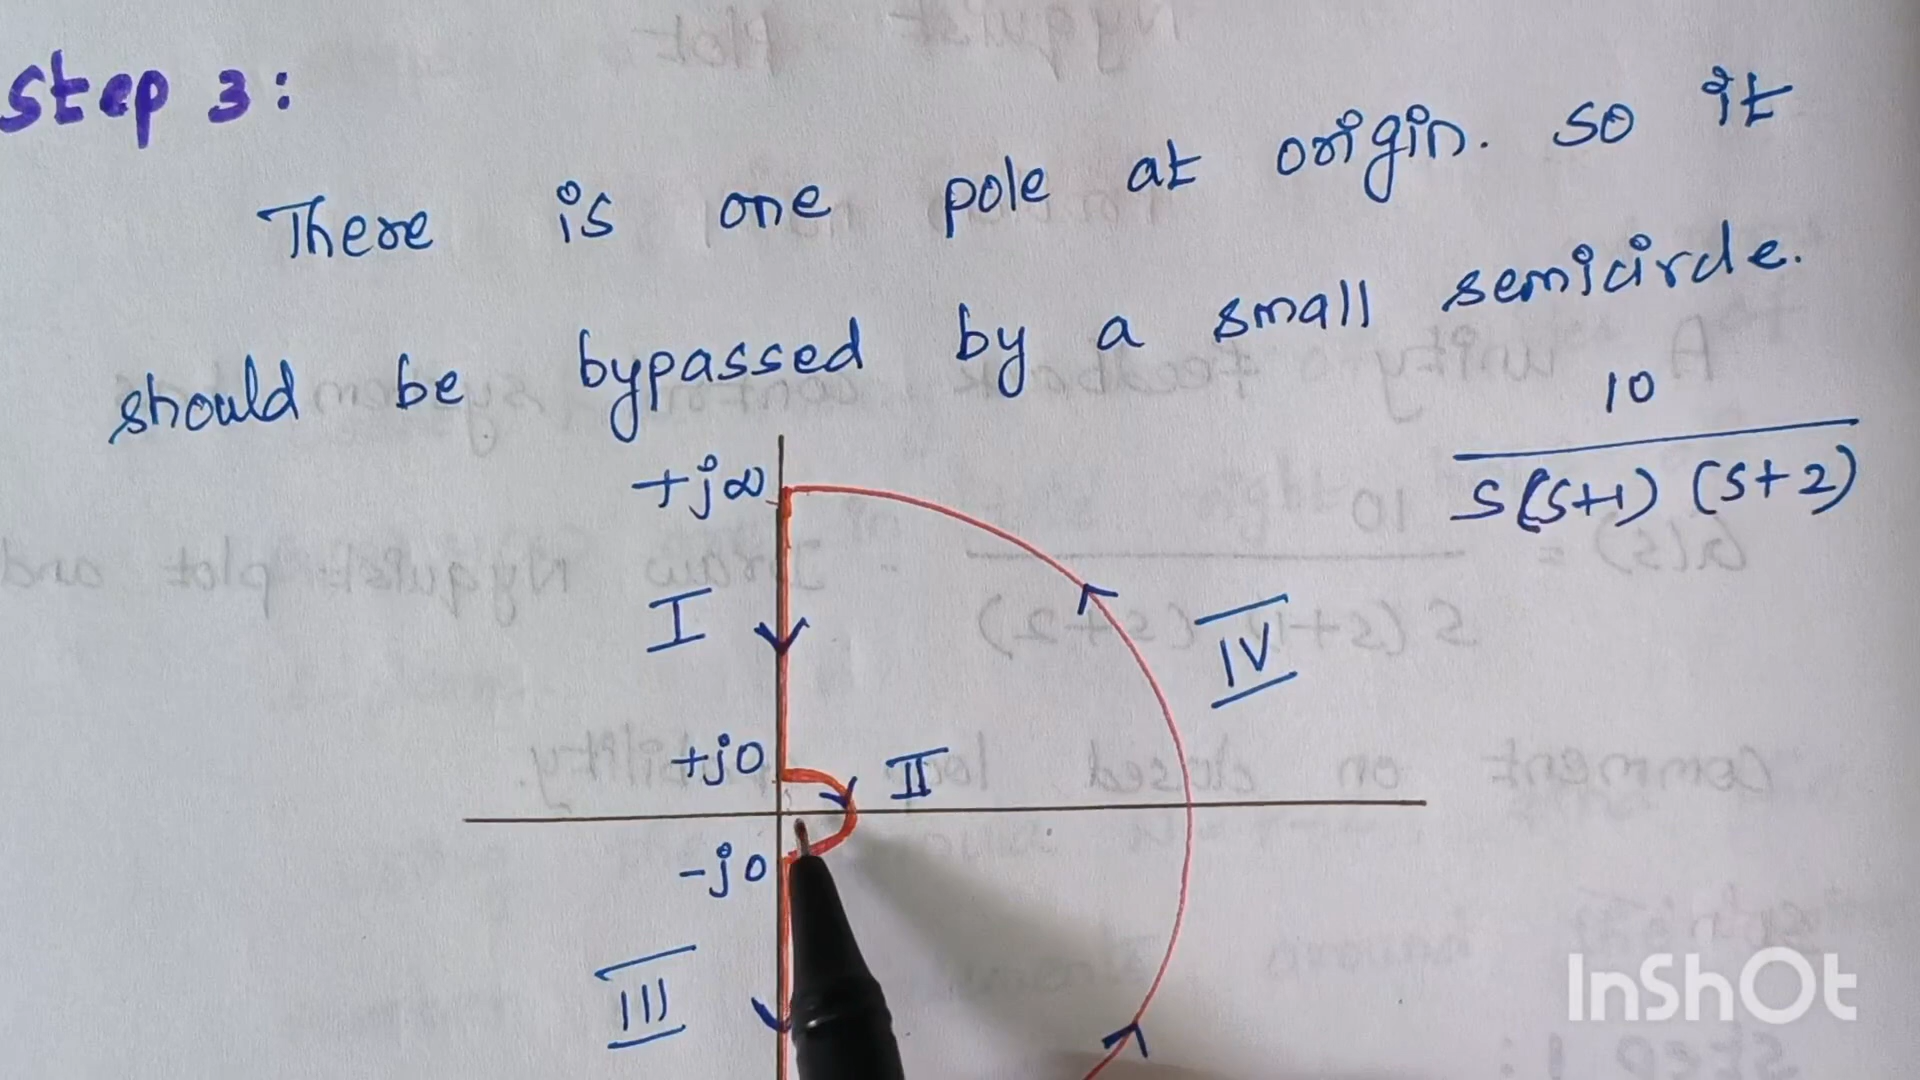 Step 3:
There is one pole at origin. So it
should be bypassed by a small semicircle.
10
S(S+1) (S+2)
+j∞
I
IV
+j0
II
-j0
III
InShOt